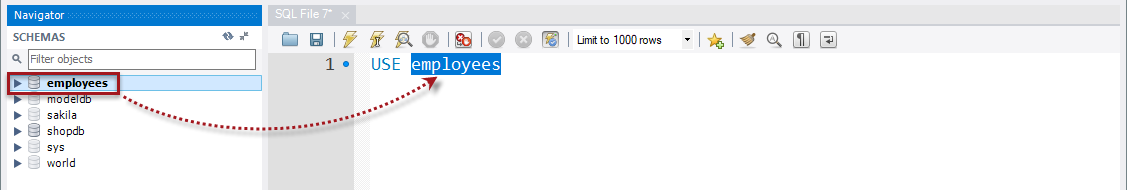 Navigator
SCHEMAS
Filter objects
employees
modeldb
sakila
shopdb
sys
world
SQL File 7*
Limit to 1000 rows
1
USE employees